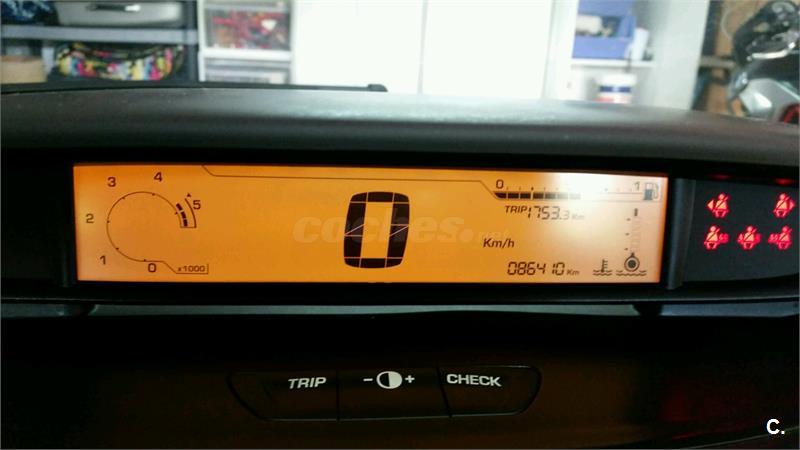 3
4
5
2
1
0
x1000
0
coches.net
Km/h
0
1
TRIP 1753.3 Km
086410 Km
TRIP
- +
CHECK
C.